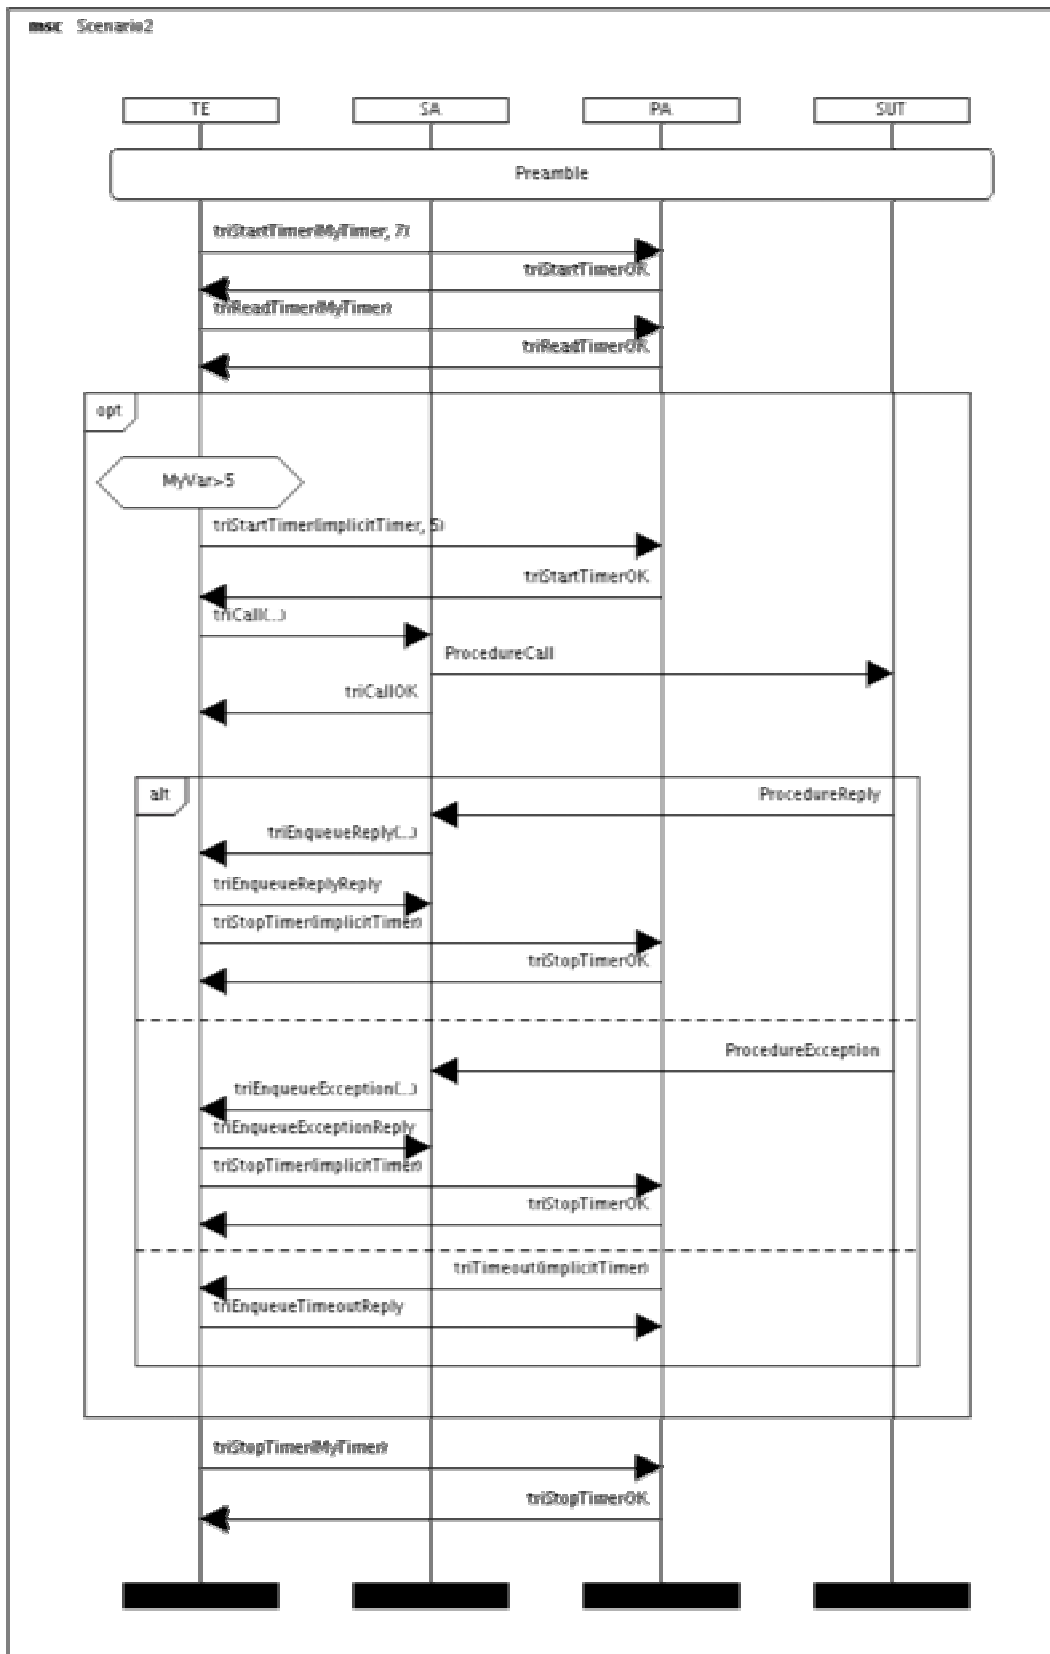 msc Scenario2
TE SA PA SUT
Preamble
triStartTimer(MyTimer, 7)
triStartTimerOK
triReadTimer(MyTimer)
triReadTimerOK
opt
MyVar>5
triStartTimer(implicitTimer, 5)
triStartTimerOK
triCall(...)
ProcedureCall
triCallOK
alt
ProcedureReply
triEnqueueReply(...)
triEnqueueReplyReply
triStopTimer(implicitTimer)
triStopTimerOK
ProcedureException
triEnqueueException(...)
triEnqueueExceptionReply
triStopTimer(implicitTimer)
triStopTimerOK
triTimeout(implicitTimer)
triEnqueueTimeoutReply
triStopTimer(MyTimer)
triStopTimerOK